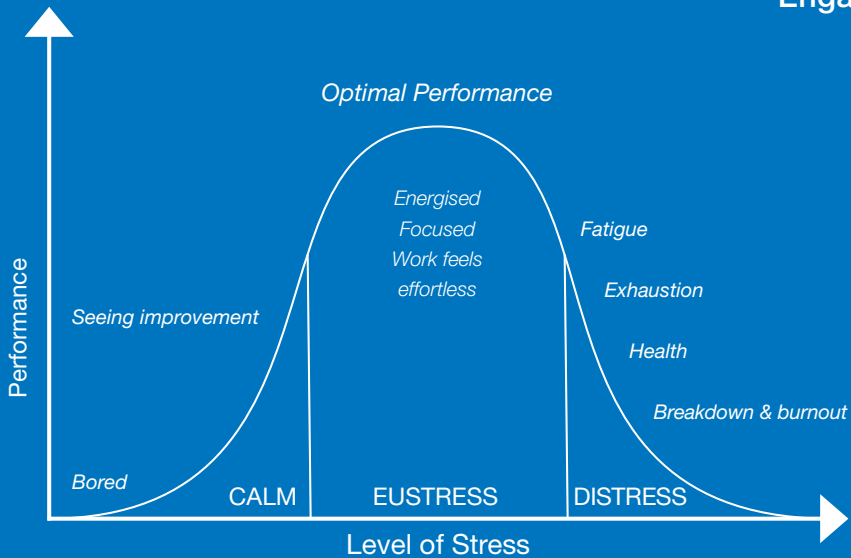 Optimal Performance
Energised
Focused
Work feels
effortless
Fatigue
Exhaustion
Health
Breakdown & burnout
Performance
Seeing improvement
Bored
CALM
EUSTRESS
DISTRESS
Level of Stress